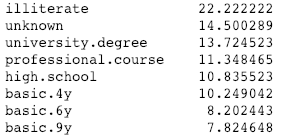 illiterate 22.222222
unknown 14.500289
university.degree 13.724523
professional.course 11.348465
high.school 10.835523
basic.4y 10.249042
basic.6y 8.202443
basic.9y 7.824648